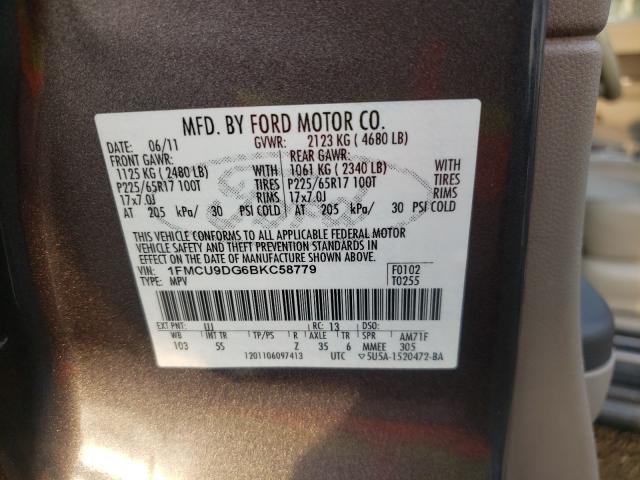 MFD. BY FORD MOTOR CO.
DATE: 06/11 GVWR: 2123 KG ( 4680 LB)
FRONT GAWR: REAR GAWR:
1125 KG ( 2480 LB) WITH 1061 KG ( 2340 LB) WITH
P225/65R17 100T TIRES P225/65R17 100T TIRES
17x7.0J RIMS 17x7.0J RIMS
AT 205 kPa/ 30 PSI COLD AT 205 kPa/ 30 PSI COLD
THIS VEHICLE CONFORMS TO ALL APPLICABLE FEDERAL MOTOR
VEHICLE SAFETY AND THEFT PREVENTION STANDARDS IN
EFFECT ON THE DATE OF MANUFACTURE SHOWN ABOVE.
VIN: 1FMCU9DG6BKC58779 F0102
TYPE: MPV T0255
EXT PNT: UJ RC: 13 DSO:
WB INT TR TP/PS R AXLE TR SPR AM71F
103 55 Z 35 6 MMEE 305
1201106097413 UTC 5U5A-1520472-BA
Ford